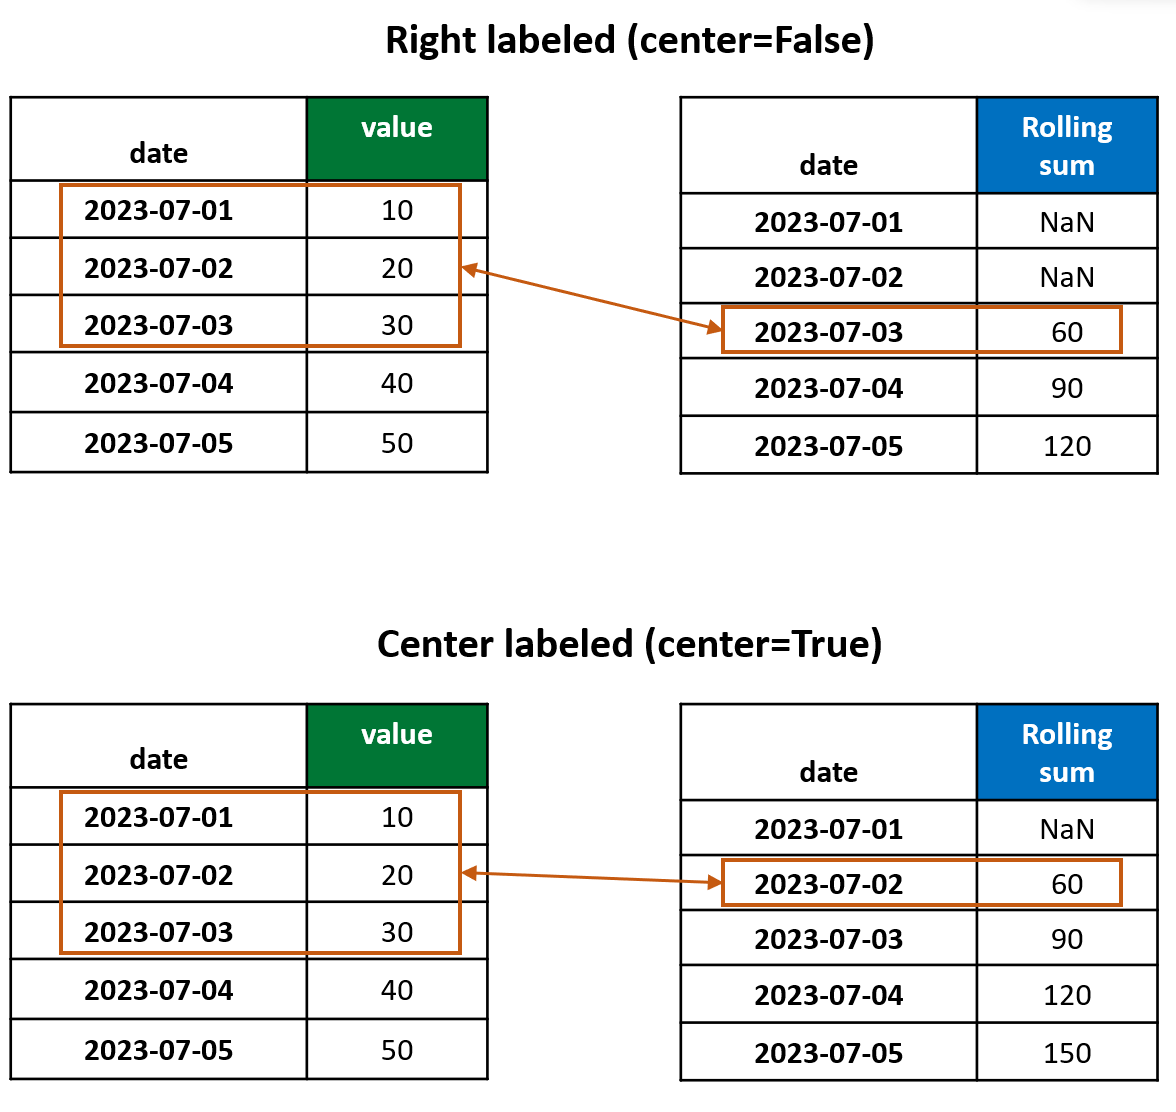 Right labeled (center=False)
date value
2023-07-01 10
2023-07-02 20
2023-07-03 30
2023-07-04 40
2023-07-05 50
date Rolling
sum
2023-07-01 NaN
2023-07-02 NaN
2023-07-03 60
2023-07-04 90
2023-07-05 120
Center labeled (center=True)
date value
2023-07-01 10
2023-07-02 20
2023-07-03 30
2023-07-04 40
2023-07-05 50
date Rolling
sum
2023-07-01 NaN
2023-07-02 60
2023-07-03 90
2023-07-04 120
2023-07-05 150